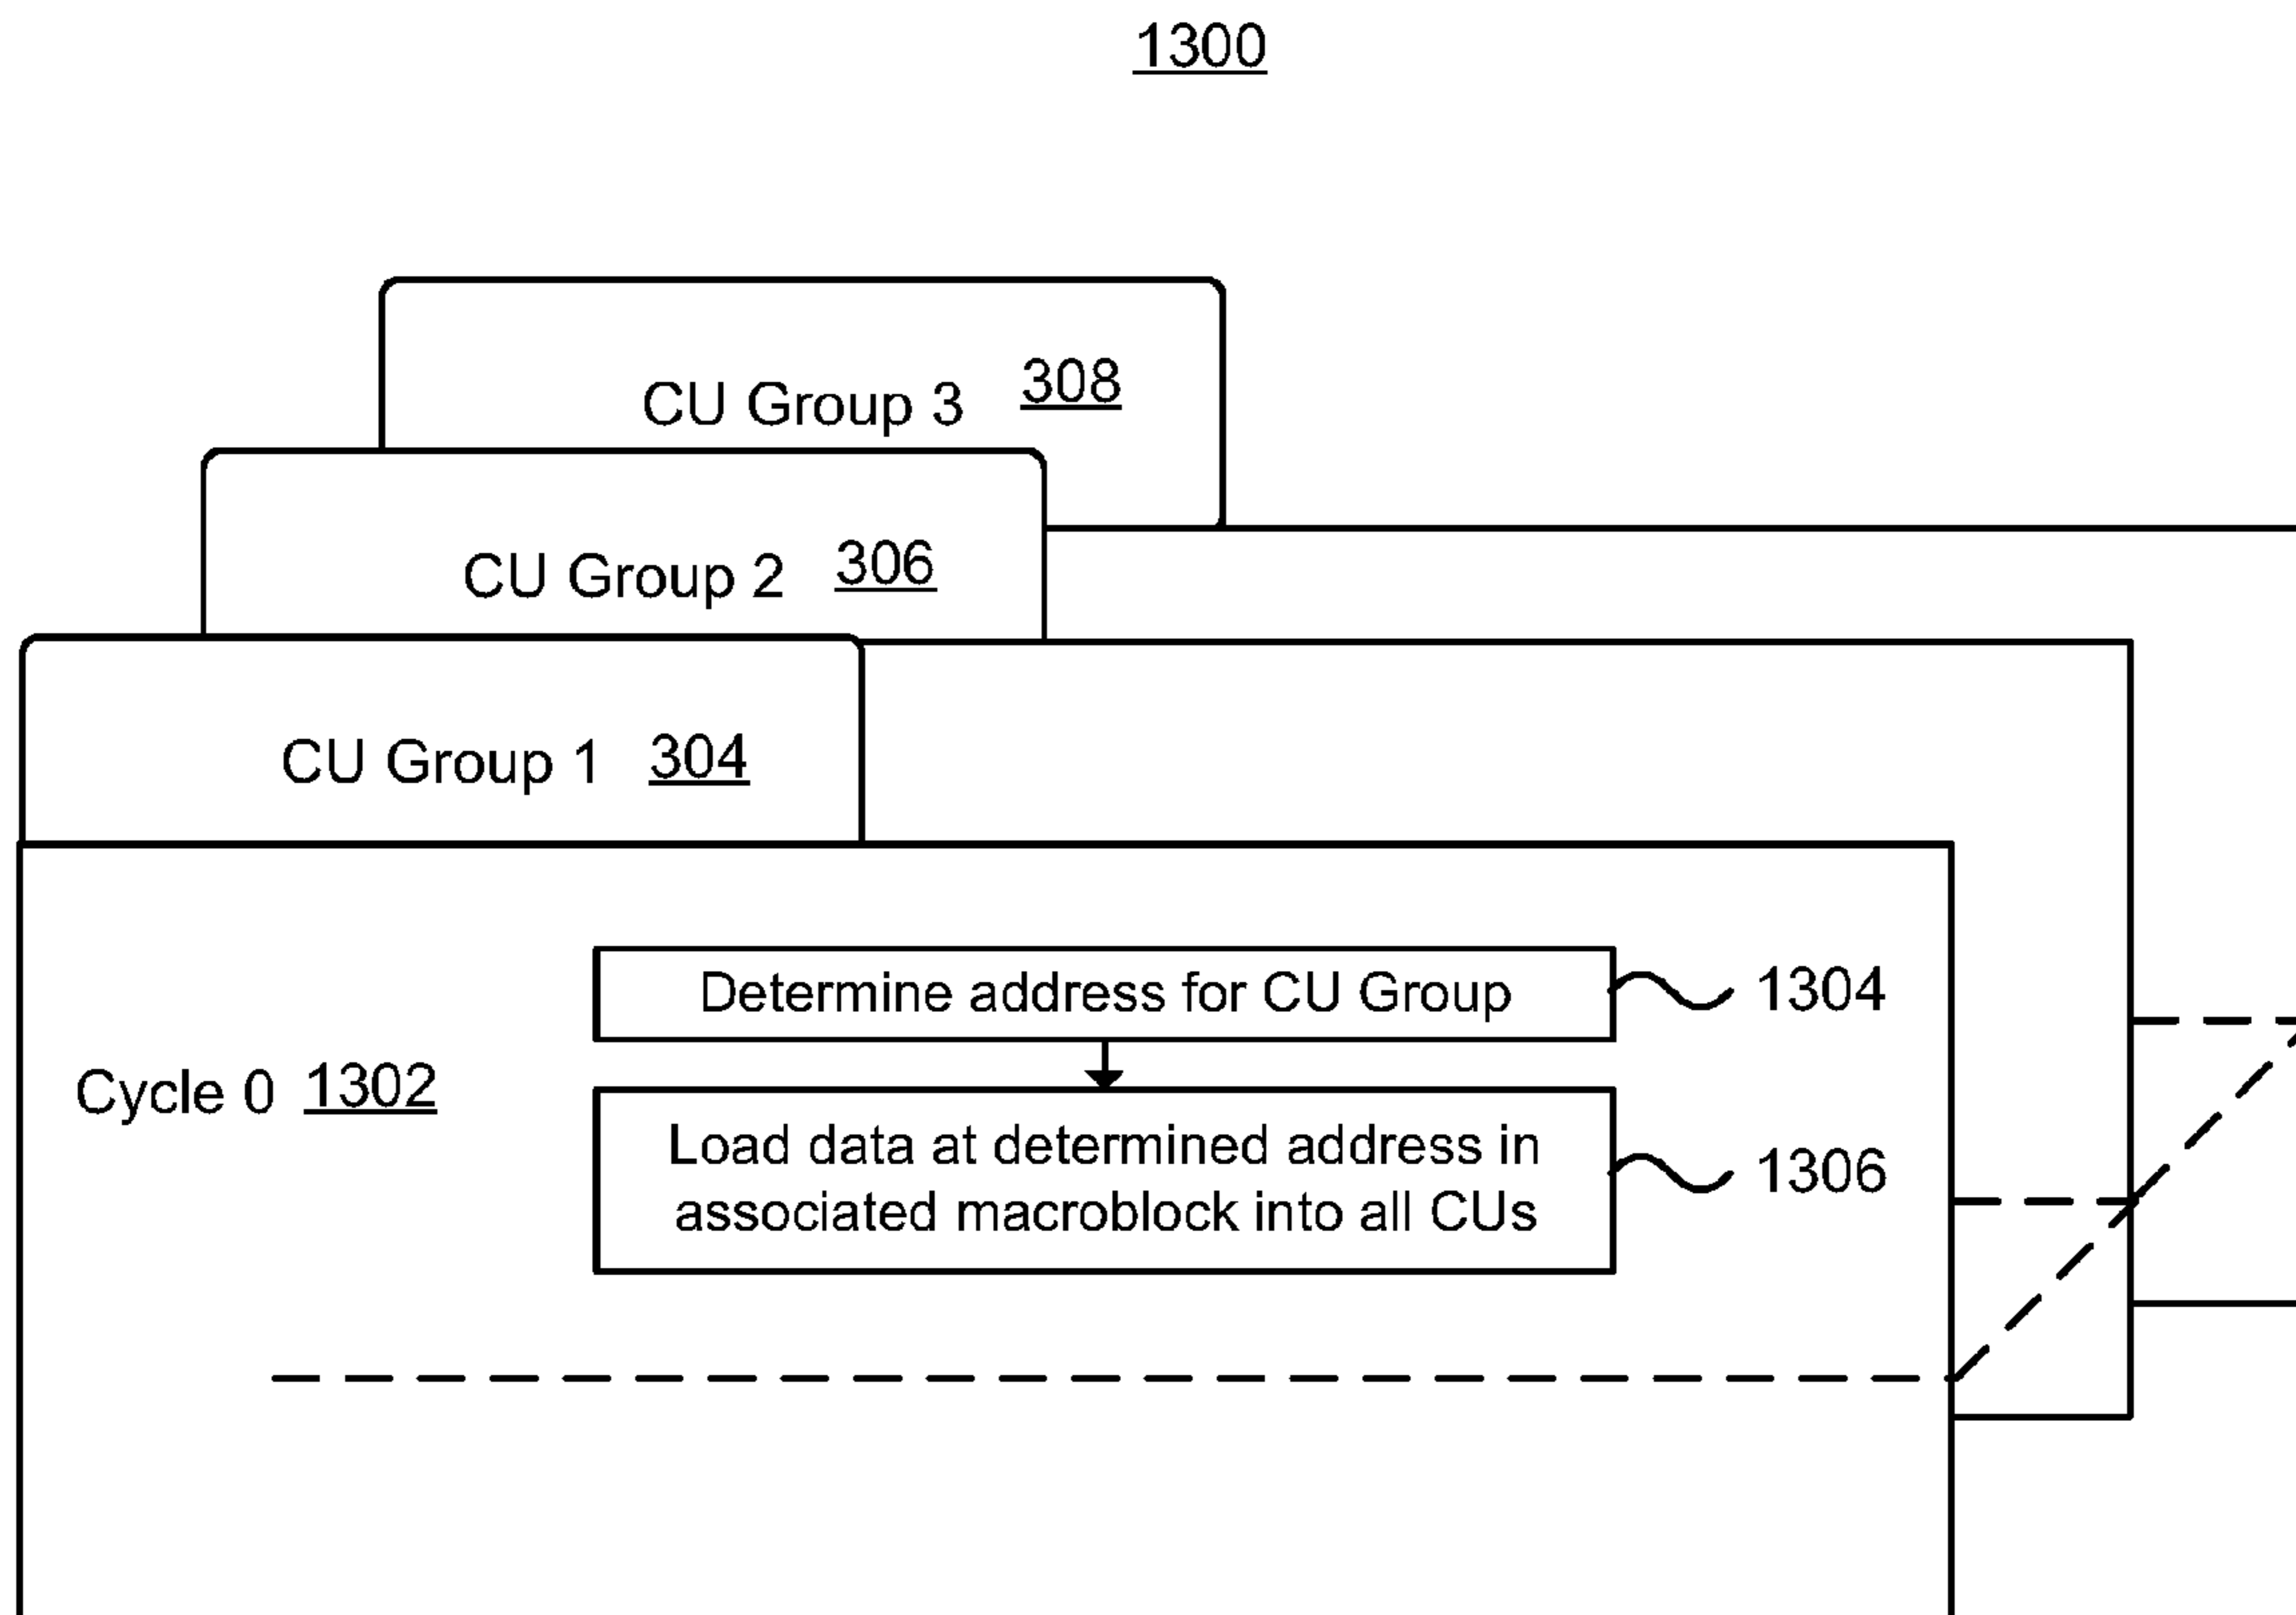 1300
CU Group 3 308
CU Group 2 306
CU Group 1 304
Determine address for CU Group 1304
Cycle 0 1302
Load data at determined address in
associated macroblock into all CUs
1306